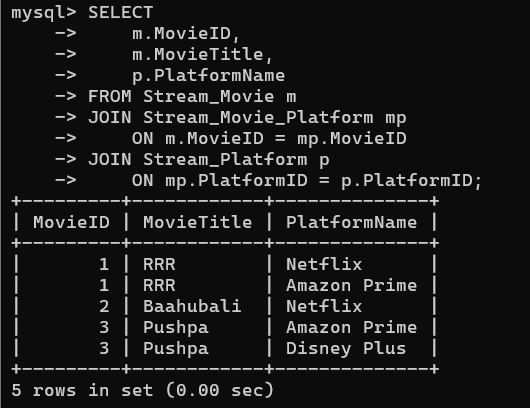 mysql> SELECT
    ->     m.MovieID,
    ->     m.MovieTitle,
    ->     p.PlatformName
    -> FROM Stream_Movie m
    -> JOIN Stream_Movie_Platform mp
    ->     ON m.MovieID = mp.MovieID
    -> JOIN Stream_Platform p
    ->     ON mp.PlatformID = p.PlatformID;
+---------+------------+--------------+
| MovieID | MovieTitle | PlatformName |
+---------+------------+--------------+
|       1 | RRR        | Netflix      |
|       1 | RRR        | Amazon Prime |
|       2 | Baahubali  | Netflix      |
|       3 | Pushpa     | Amazon Prime |
|       3 | Pushpa     | Disney Plus  |
+---------+------------+--------------+
5 rows in set (0.00 sec)